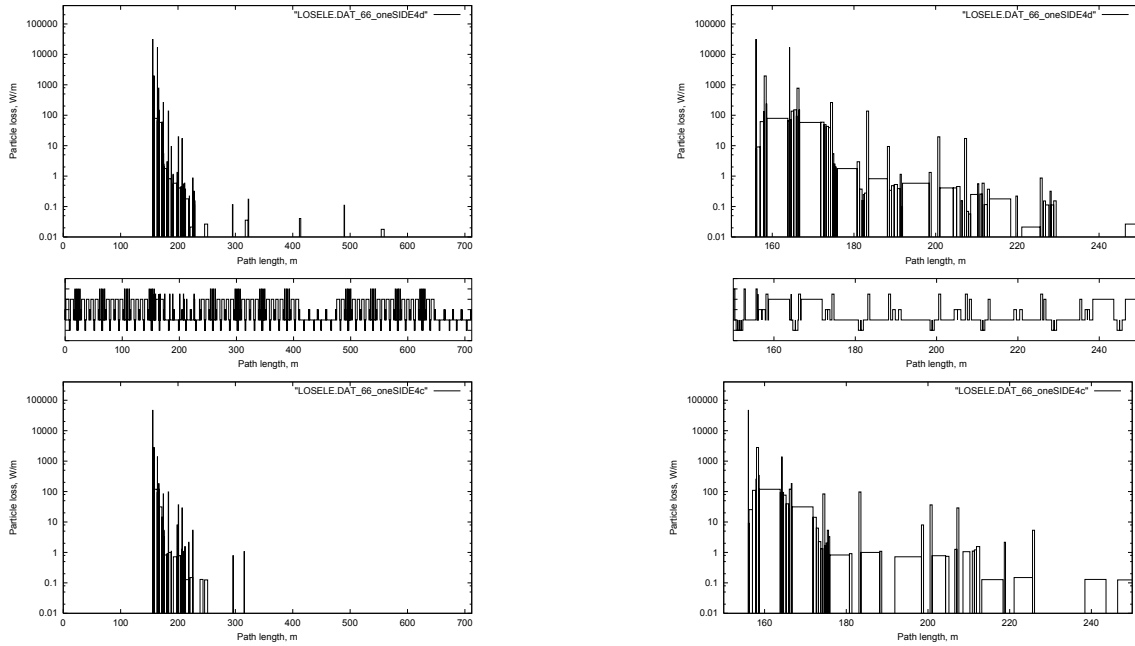 "LOSELE.DAT_66_oneSIDE4d"
100000
10000
1000
100
10
1
0.1
0.01
Particle loss, W/m
0 100 200 300 400 500 600 700
Path length, m
"LOSELE.DAT_66_oneSIDE4d"
100000
10000
1000
100
10
1
0.1
0.01
Particle loss, W/m
160 180 200 220 240
Path length, m
0 100 200 300 400 500 600 700
Path length, m
160 180 200 220 240
Path length, m
"LOSELE.DAT_66_oneSIDE4c"
100000
10000
1000
100
10
1
0.1
0.01
Particle loss, W/m
0 100 200 300 400 500 600 700
Path length, m
"LOSELE.DAT_66_oneSIDE4c"
100000
10000
1000
100
10
1
0.1
0.01
Particle loss, W/m
160 180 200 220 240
Path length, m